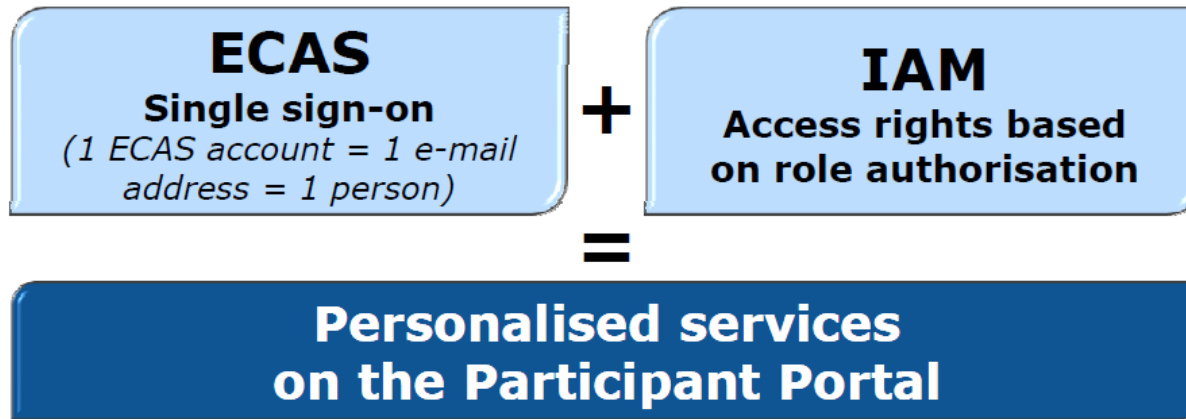 ECAS
Single sign-on
(1 ECAS account = 1 e-mail
address = 1 person)
+
IAM
Access rights based
on role authorisation
=
Personalised services
on the Participant Portal